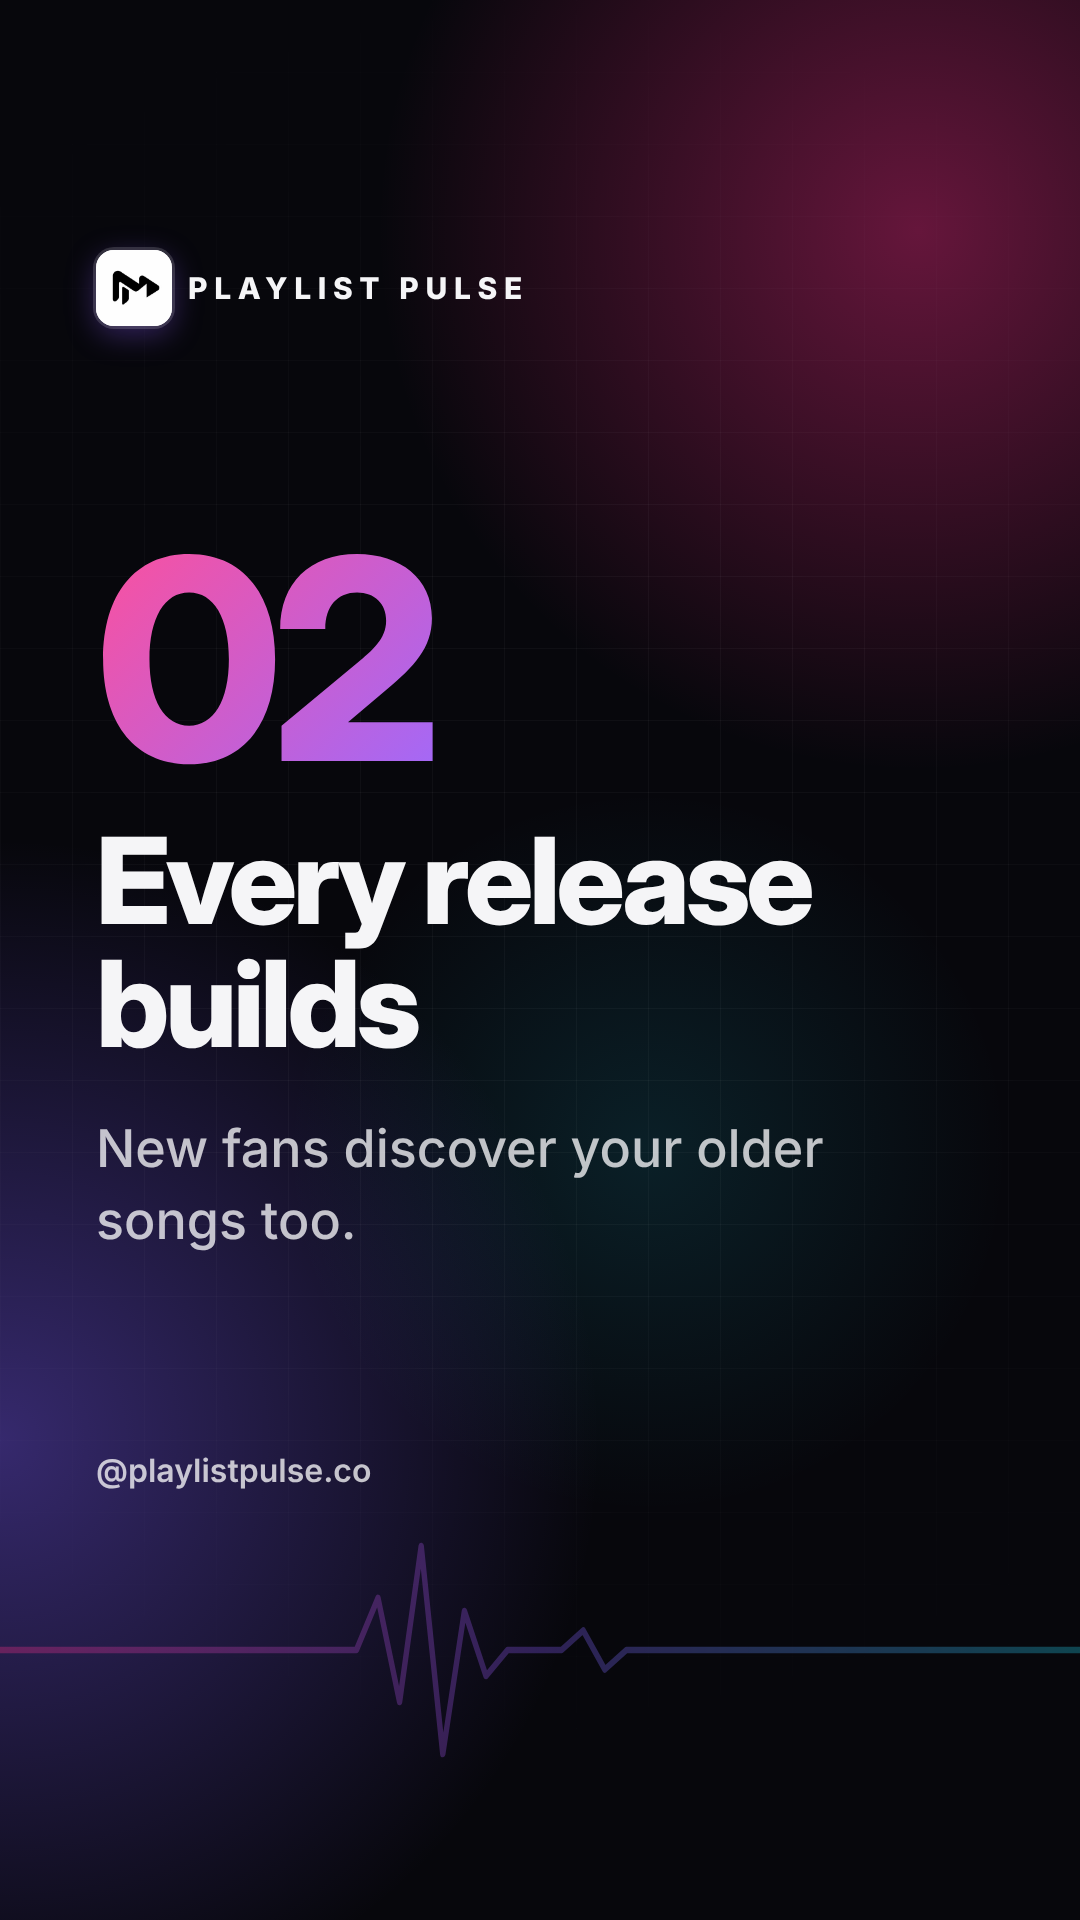 PLAYLIST PULSE
02
Every release
builds
New fans discover your older
songs too.
@playlistpulse.co